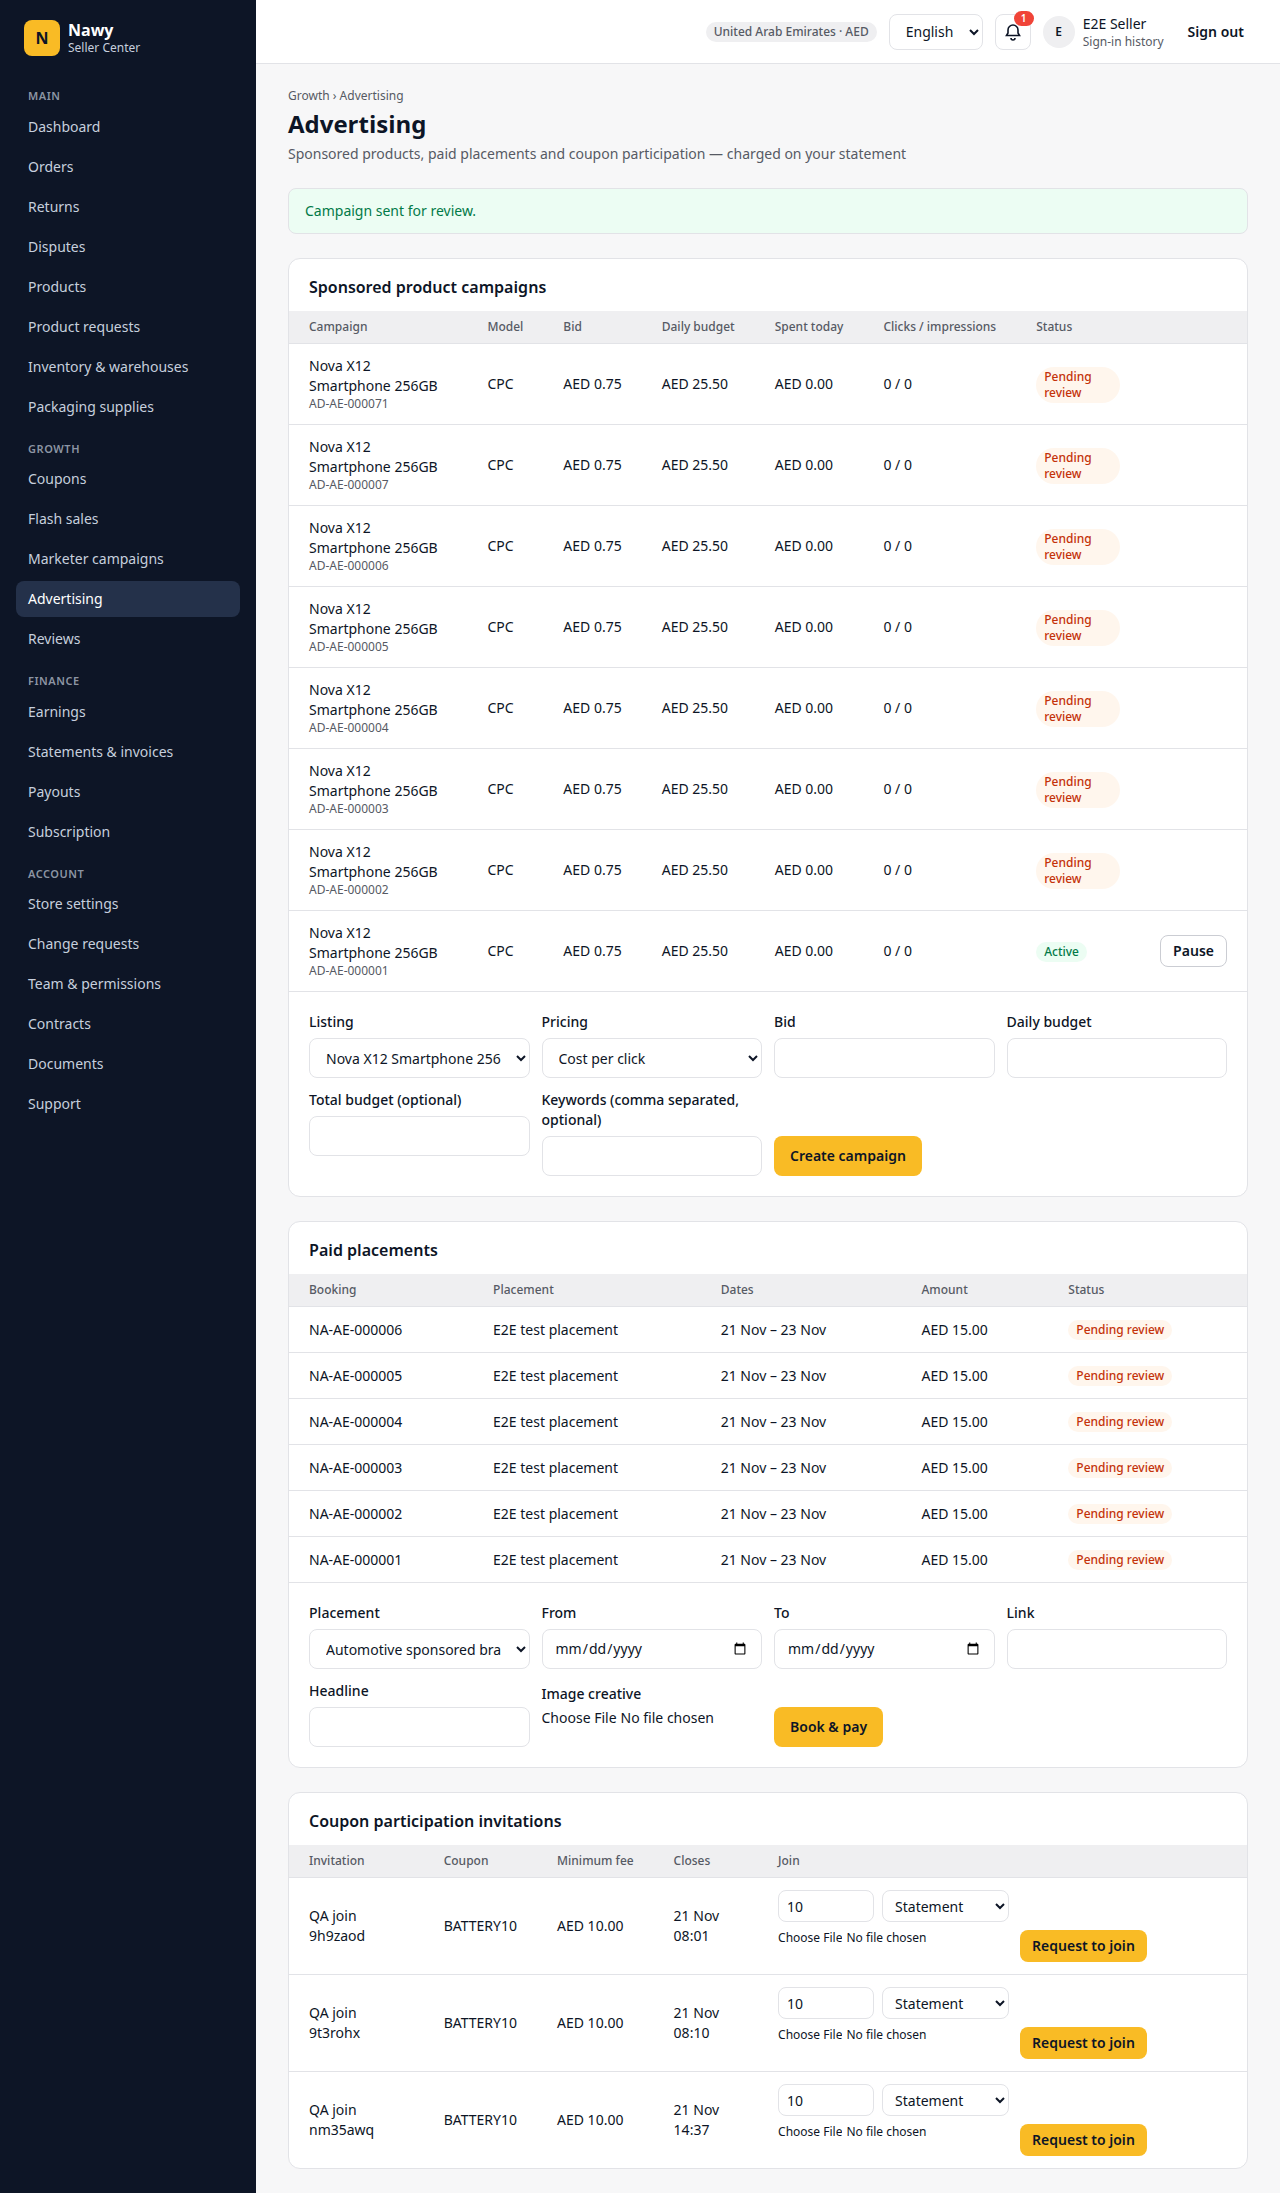 N
Nawy
Seller Center
MAIN
Dashboard
Orders
Returns
Disputes
Products
Product requests
Inventory & warehouses
Packaging supplies
GROWTH
Coupons
Flash sales
Marketer campaigns
Advertising
Reviews
FINANCE
Earnings
Statements & invoices
Payouts
Subscription
ACCOUNT
Store settings
Change requests
Team & permissions
Contracts
Documents
Support
United Arab Emirates · AED
English
1
E
E2E Seller
Sign-in history
Sign out
Growth › Advertising
Advertising
Sponsored products, paid placements and coupon participation — charged on your statement
Campaign sent for review.
Sponsored product campaigns
Campaign Model Bid Daily budget Spent today Clicks / impressions Status
Nova X12
Smartphone 256GB
AD-AE-000071
CPC AED 0.75 AED 25.50 AED 0.00 0 / 0
Pending
review
Nova X12
Smartphone 256GB
AD-AE-000007
CPC AED 0.75 AED 25.50 AED 0.00 0 / 0
Pending
review
Nova X12
Smartphone 256GB
AD-AE-000006
CPC AED 0.75 AED 25.50 AED 0.00 0 / 0
Pending
review
Nova X12
Smartphone 256GB
AD-AE-000005
CPC AED 0.75 AED 25.50 AED 0.00 0 / 0
Pending
review
Nova X12
Smartphone 256GB
AD-AE-000004
CPC AED 0.75 AED 25.50 AED 0.00 0 / 0
Pending
review
Nova X12
Smartphone 256GB
AD-AE-000003
CPC AED 0.75 AED 25.50 AED 0.00 0 / 0
Pending
review
Nova X12
Smartphone 256GB
AD-AE-000002
CPC AED 0.75 AED 25.50 AED 0.00 0 / 0
Pending
review
Nova X12
Smartphone 256GB
AD-AE-000001
CPC AED 0.75 AED 25.50 AED 0.00 0 / 0
Active
Pause
Listing Pricing Bid Daily budget
Nova X12 Smartphone 256 Cost per click
Total budget (optional)
Keywords (comma separated,
optional)
Create campaign
Paid placements
Booking Placement Dates Amount Status
NA-AE-000006 E2E test placement 21 Nov – 23 Nov AED 15.00 Pending review
NA-AE-000005 E2E test placement 21 Nov – 23 Nov AED 15.00 Pending review
NA-AE-000004 E2E test placement 21 Nov – 23 Nov AED 15.00 Pending review
NA-AE-000003 E2E test placement 21 Nov – 23 Nov AED 15.00 Pending review
NA-AE-000002 E2E test placement 21 Nov – 23 Nov AED 15.00 Pending review
NA-AE-000001 E2E test placement 21 Nov – 23 Nov AED 15.00 Pending review
Placement From To Link
Automotive sponsored bra mm/dd/yyyy mm/dd/yyyy
Headline
Image creative
Choose File No file chosen
Book & pay
Coupon participation invitations
Invitation Coupon Minimum fee Closes Join
QA join
9h9zaod
BATTERY10 AED 10.00
21 Nov
08:01
10 Statement
Choose File No file chosen
Request to join
QA join
9t3rohx
BATTERY10 AED 10.00
21 Nov
08:10
10 Statement
Choose File No file chosen
Request to join
QA join
nm35awq
BATTERY10 AED 10.00
21 Nov
14:37
10 Statement
Choose File No file chosen
Request to join